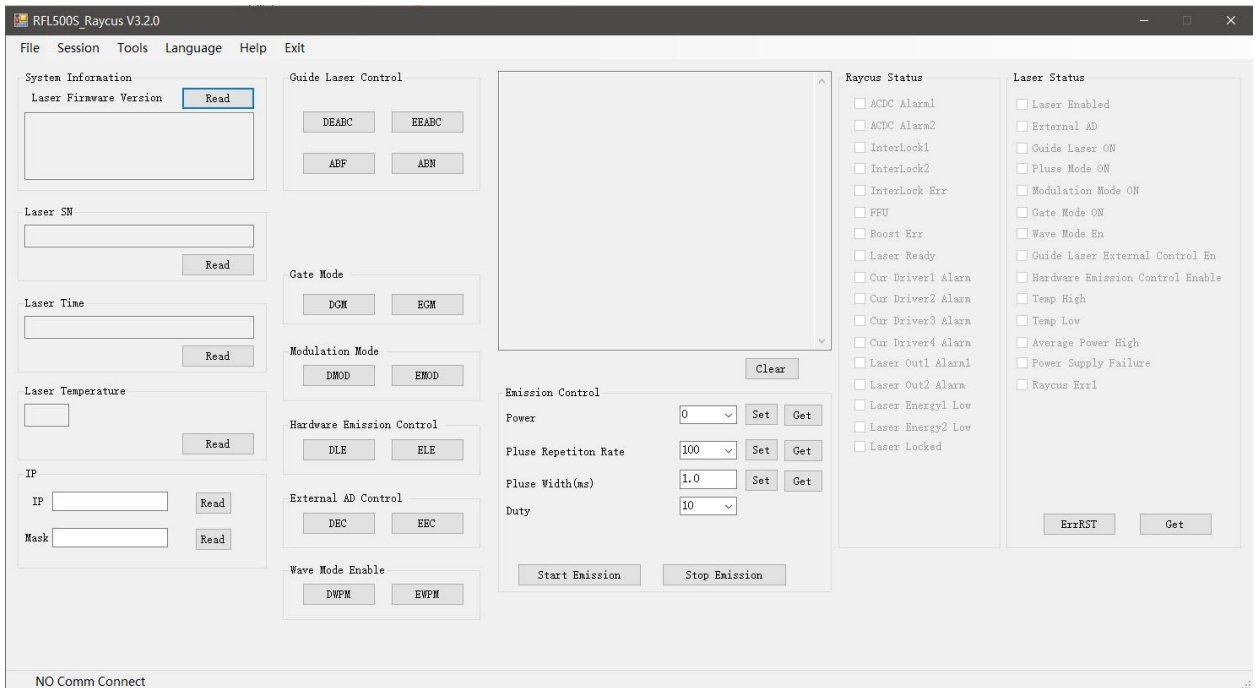 RFL500S_Raycus V3.2.0
File Session Tools Language Help Exit
System Information
Laser Firmware Version Read
Laser SN
Read
Laser Time
Read
Laser Temperature
Read
IP
IP Read
Mask Read
Guide Laser Control
DEABC EEABC
ABF ABN
Gate Mode
DGM EGM
Modulation Mode
DMOD EMOD
Hardware Emission Control
DLE ELE
External AD Control
DEC EEC
Wave Mode Enable
DWPM EWPM
Clear
Emission Control
Power 0 Set Get
Pluse Repetiton Rate 100 Set Get
Pluse Width(ms) 1.0 Set Get
Duty 10
Start Emission Stop Emission
Raycus Status
ACDC Alarm1
ACDC Alarm2
InterLock1
InterLock2
InterLock Err
FFU
Boost Err
Laser Ready
Cur Driver1 Alarm
Cur Driver2 Alarm
Cur Driver3 Alarm
Cur Driver4 Alarm
Laser Out1 Alarm1
Laser Out2 Alarm
Laser Energy1 Low
Laser Energy2 Low
Laser Locked
Laser Status
Laser Enabled
External AD
Guide Laser ON
Pluse Mode ON
Modulation Mode ON
Gate Mode ON
Wave Mode En
Guide Laser External Control En
Hardware Emission Control Enable
Temp High
Temp Low
Average Power High
Power Supply Failure
Raycus Err1
ErrRST Get
NO Comm Connect